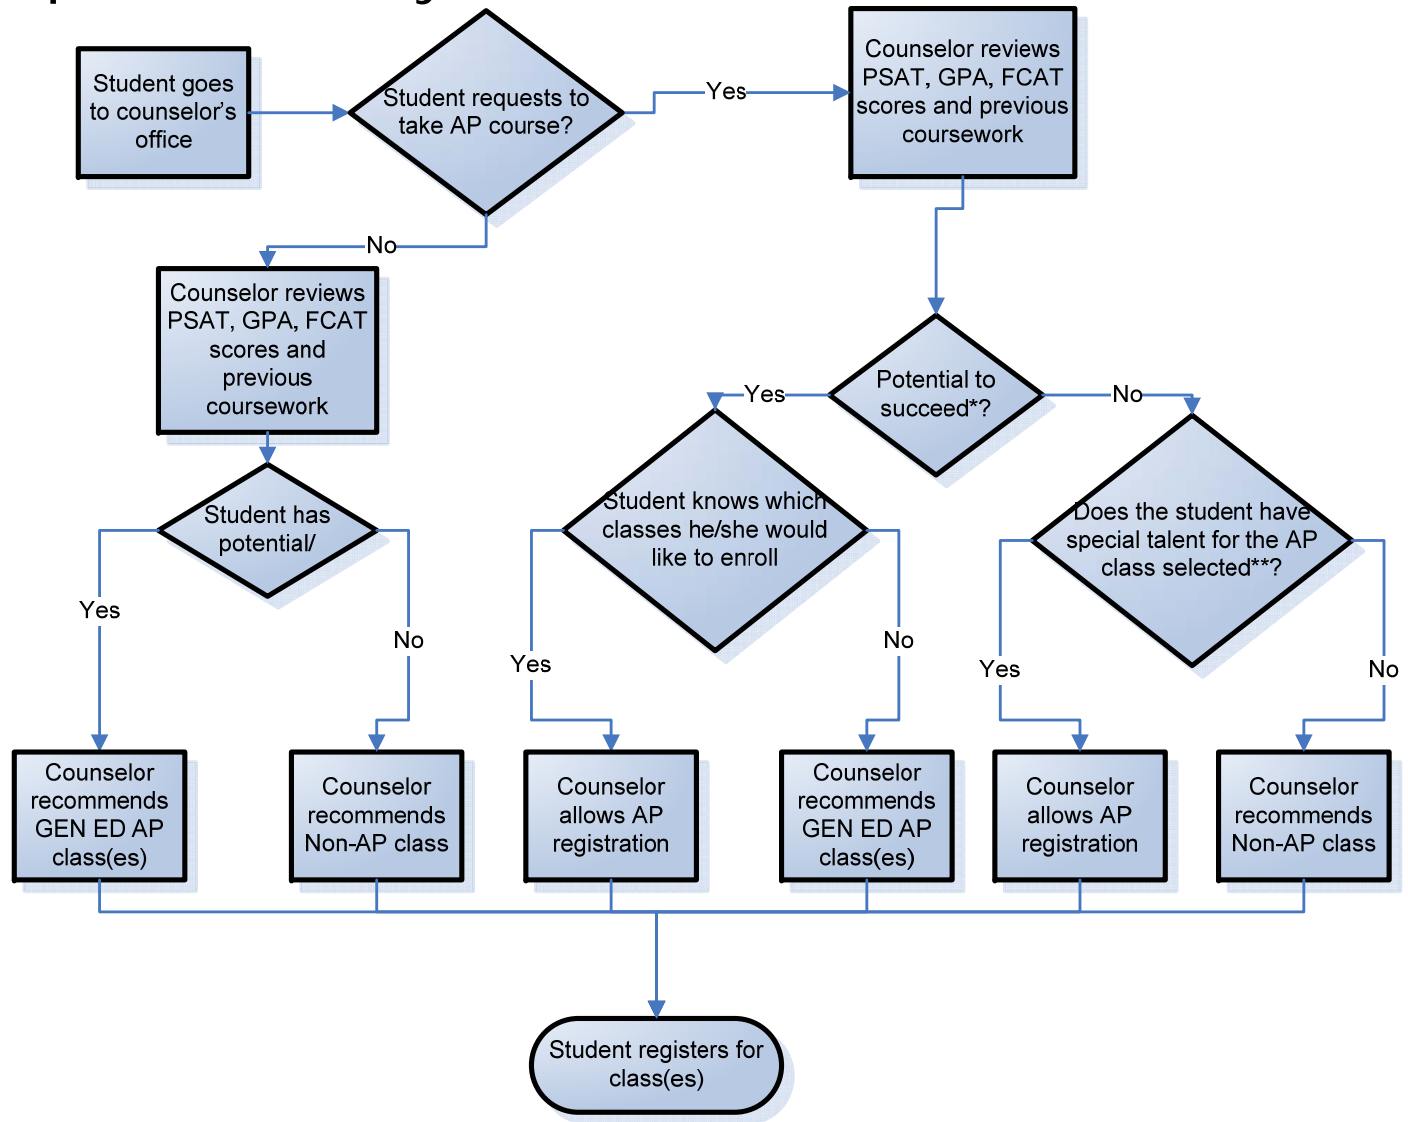 Student goes
to counselor's
office
Student requests to
take AP course?
Yes
Counselor reviews
PSAT, GPA, FCAT
scores and previous
coursework
No
Counselor reviews
PSAT, GPA, FCAT
scores and
previous
coursework
Potential to
succeed*?
Yes
No
Student has
potential/
Student knows which
classes he/she would
like to enroll
Does the student have
special talent for the AP
class selected**?
Yes
No
Yes
No
Yes
No
Counselor
recommends
GEN ED AP
class(es)
Counselor
recommends
Non-AP class
Counselor
allows AP
registration
Counselor
recommends
GEN ED AP
class(es)
Counselor
allows AP
registration
Counselor
recommends
Non-AP class
Student registers for
class(es)